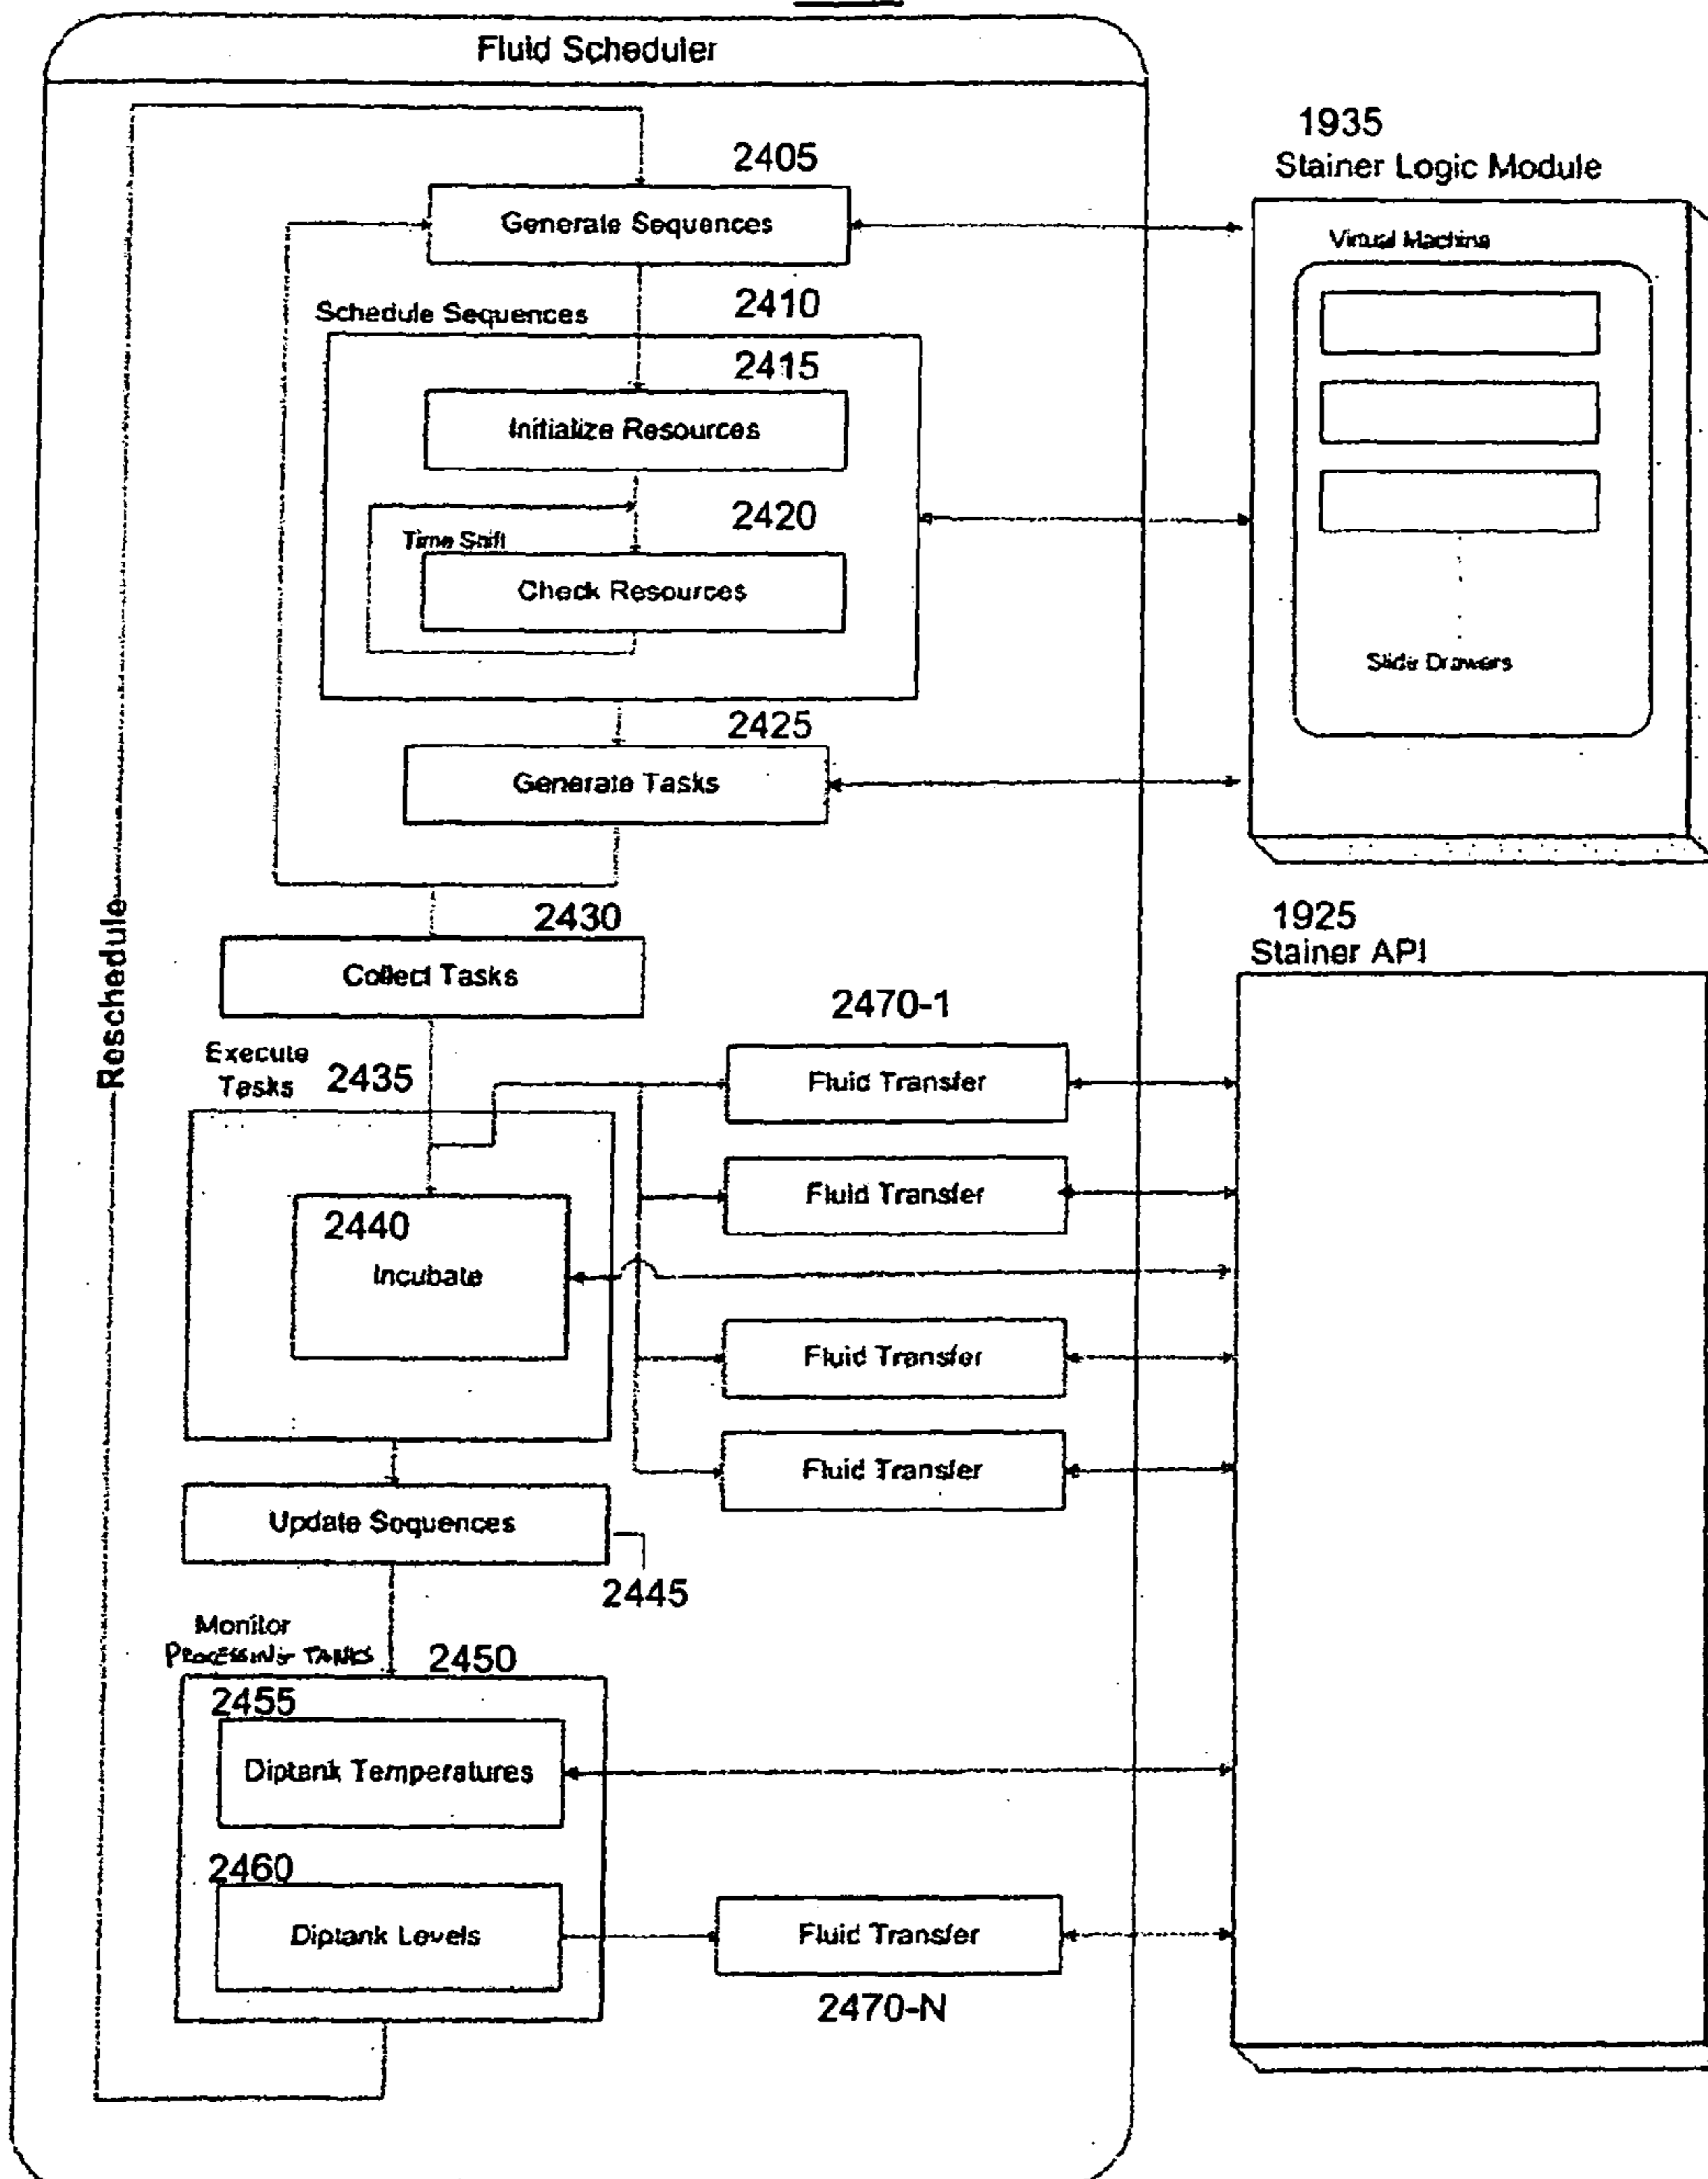 Fluid Scheduler
1935
Stainer Logic Module
Virtual Machine
Slide Drawers
2405
Generate Sequences
Schedule Sequences
2410
2415
Initialize Resources
2420
Time Shift
Check Resources
2425
Generate Tasks
Reschedule
2430
Collect Tasks
1925
Stainer API
Execute
Tasks
2435
2470-1
Fluid Transfer
Fluid Transfer
2440
Incubate
Fluid Transfer
Fluid Transfer
Update Sequences
2445
Monitor
PROCESSING TANKS
2450
2455
Diptank Temperatures
2460
Diptank Levels
Fluid Transfer
2470-N